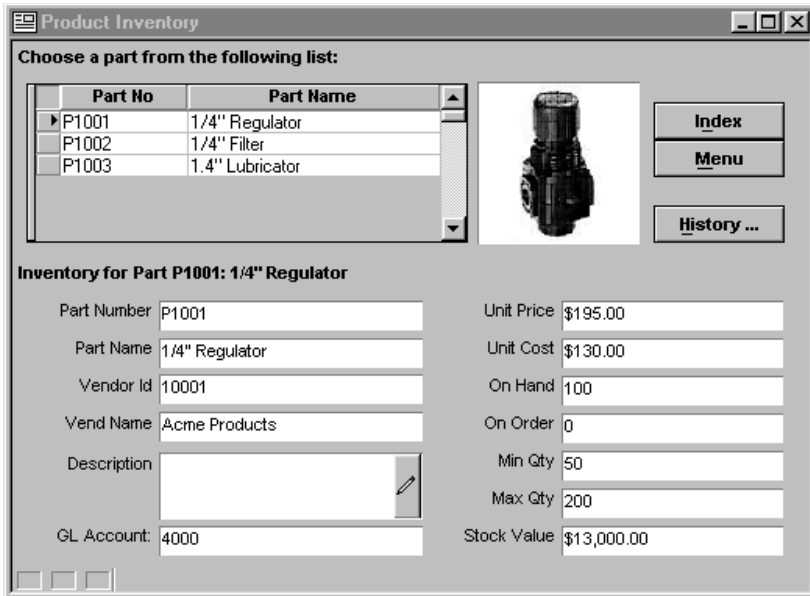 Product Inventory
Choose a part from the following list:
Part No Part Name
P1001 1/4" Regulator
P1002 1/4" Filter
P1003 1.4" Lubricator
Index
Menu
History ...
Inventory for Part P1001: 1/4" Regulator
Part Number P1001 Unit Price $195.00
Part Name 1/4" Regulator Unit Cost $130.00
Vendor Id 10001 On Hand 100
Vend Name Acme Products On Order 0
Description Min Qty 50
Max Qty 200
GL Account: 4000 Stock Value $13,000.00